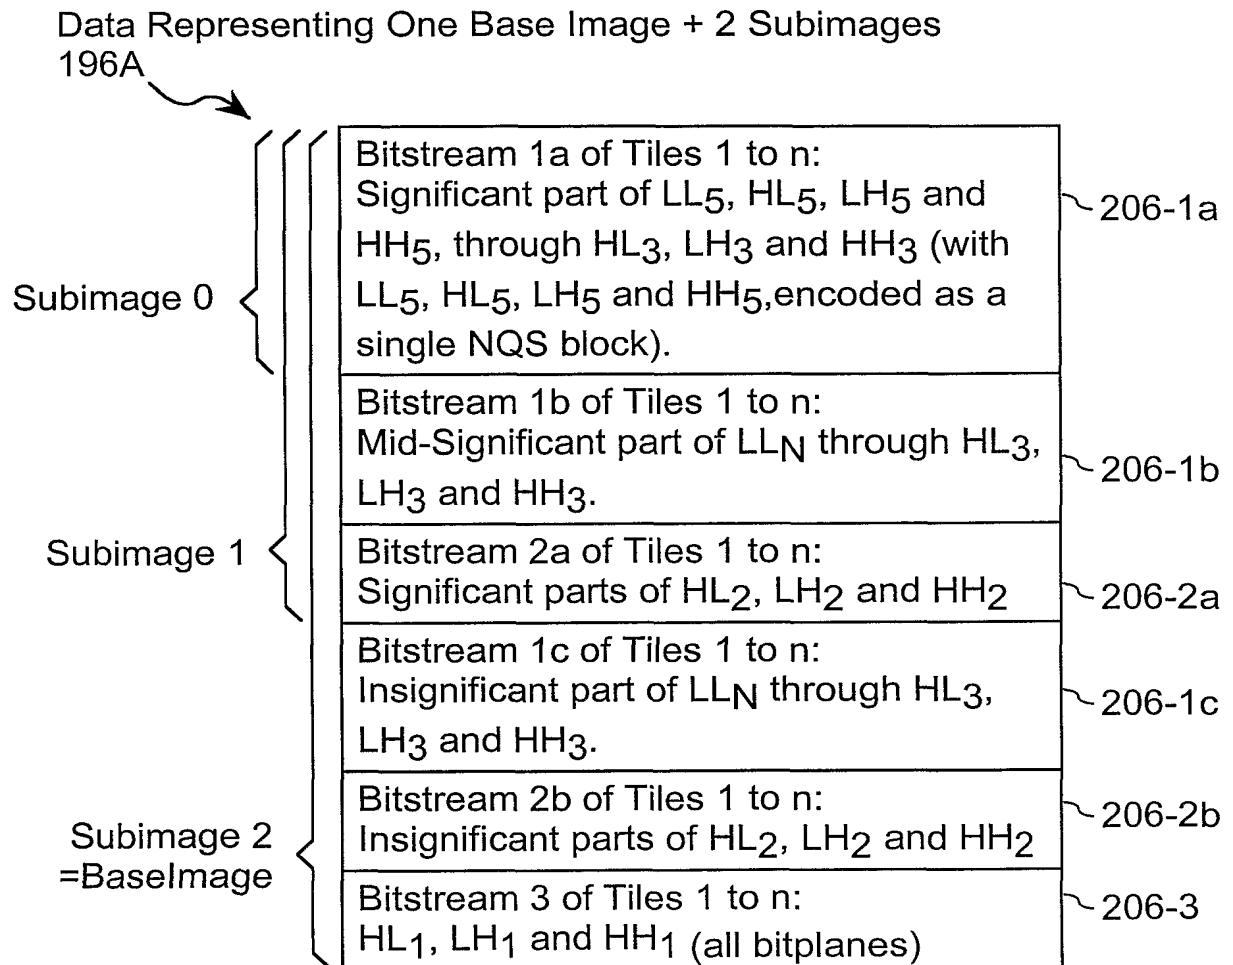 Data Representing One Base Image + 2 Subimages
196A
Bitstream 1a of Tiles 1 to n:
Significant part of LL5, HL5, LH5 and
HH5, through HL3, LH3 and HH3 (with
LL5, HL5, LH5 and HH5,encoded as a
single NQS block).
206-1a
Subimage 0
Bitstream 1b of Tiles 1 to n:
Mid-Significant part of LLN through HL3,
LH3 and HH3.
206-1b
Subimage 1
Bitstream 2a of Tiles 1 to n:
Significant parts of HL2, LH2 and HH2
206-2a
Bitstream 1c of Tiles 1 to n:
Insignificant part of LLN through HL3,
LH3 and HH3.
206-1c
Bitstream 2b of Tiles 1 to n:
Insignificant parts of HL2, LH2 and HH2
206-2b
Subimage 2
=BaseImage
Bitstream 3 of Tiles 1 to n:
HL1, LH1 and HH1 (all bitplanes)
206-3